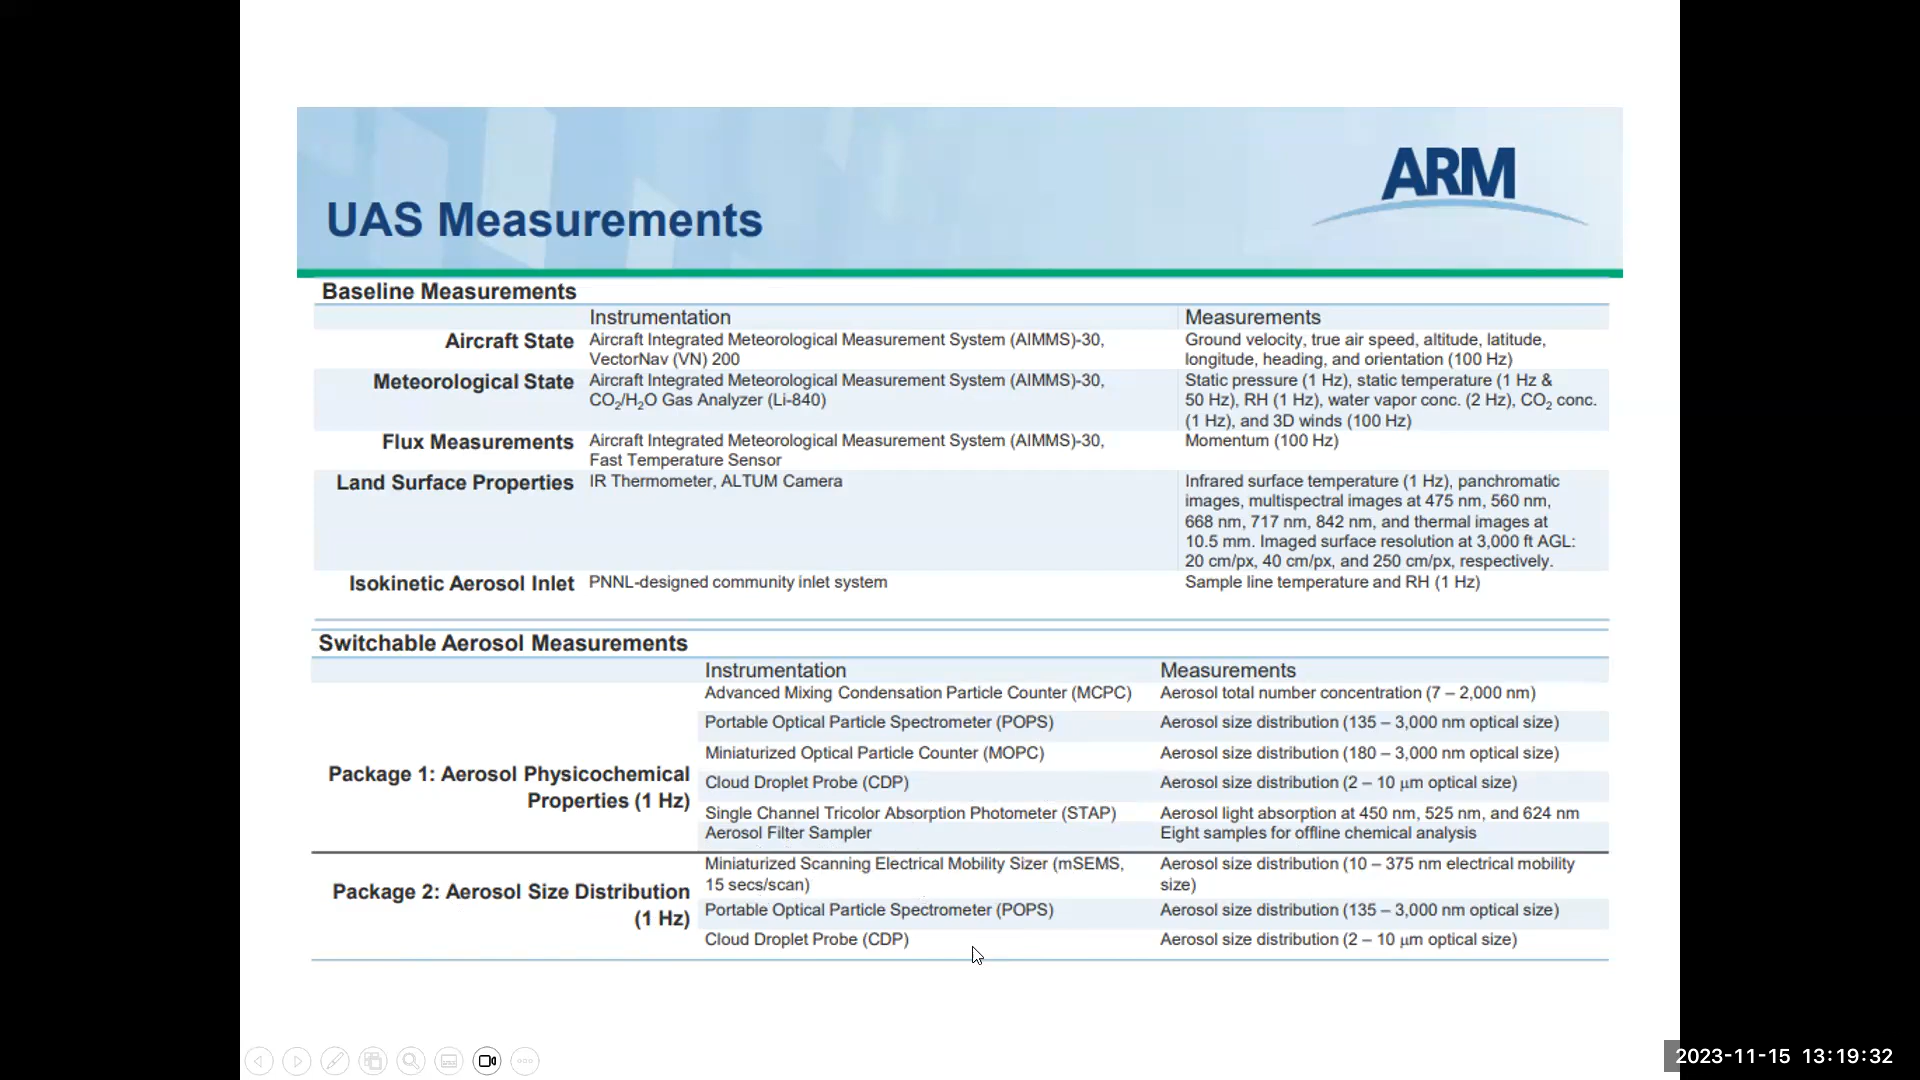 ARM
UAS Measurements
Baseline Measurements
Instrumentation Measurements
Aircraft State Aircraft Integrated Meteorological Measurement System (AIMMS)-30, Ground velocity, true air speed, altitude, latitude,
VectorNav (VN) 200 longitude, heading, and orientation (100 Hz)
Meteorological State Aircraft Integrated Meteorological Measurement System (AIMMS)-30, Static pressure (1 Hz), static temperature (1 Hz &
CO₂/H₂O Gas Analyzer (Li-840) 50 Hz), RH (1 Hz), water vapor conc. (2 Hz), CO₂ conc.
(1 Hz), and 3D winds (100 Hz)
Flux Measurements Aircraft Integrated Meteorological Measurement System (AIMMS)-30, Momentum (100 Hz)
Fast Temperature Sensor
Land Surface Properties IR Thermometer, ALTUM Camera Infrared surface temperature (1 Hz), panchromatic
images, multispectral images at 475 nm, 560 nm,
668 nm, 717 nm, 842 nm, and thermal images at
10.5 mm. Imaged surface resolution at 3,000 ft AGL:
20 cm/px, 40 cm/px, and 250 cm/px, respectively.
Isokinetic Aerosol Inlet PNNL-designed community inlet system Sample line temperature and RH (1 Hz)
Switchable Aerosol Measurements
Instrumentation Measurements
Advanced Mixing Condensation Particle Counter (MCPC) Aerosol total number concentration (7 – 2,000 nm)
Portable Optical Particle Spectrometer (POPS) Aerosol size distribution (135 – 3,000 nm optical size)
Miniaturized Optical Particle Counter (MOPC) Aerosol size distribution (180 – 3,000 nm optical size)
Package 1: Aerosol Physicochemical
Properties (1 Hz)
Cloud Droplet Probe (CDP) Aerosol size distribution (2 – 10 μm optical size)
Single Channel Tricolor Absorption Photometer (STAP) Aerosol light absorption at 450 nm, 525 nm, and 624 nm
Aerosol Filter Sampler Eight samples for offline chemical analysis
Package 2: Aerosol Size Distribution
(1 Hz)
Miniaturized Scanning Electrical Mobility Sizer (mSEMS, Aerosol size distribution (10 – 375 nm electrical mobility
15 secs/scan) size)
Portable Optical Particle Spectrometer (POPS) Aerosol size distribution (135 – 3,000 nm optical size)
Cloud Droplet Probe (CDP) Aerosol size distribution (2 – 10 μm optical size)
2023-11-15 13:19:32